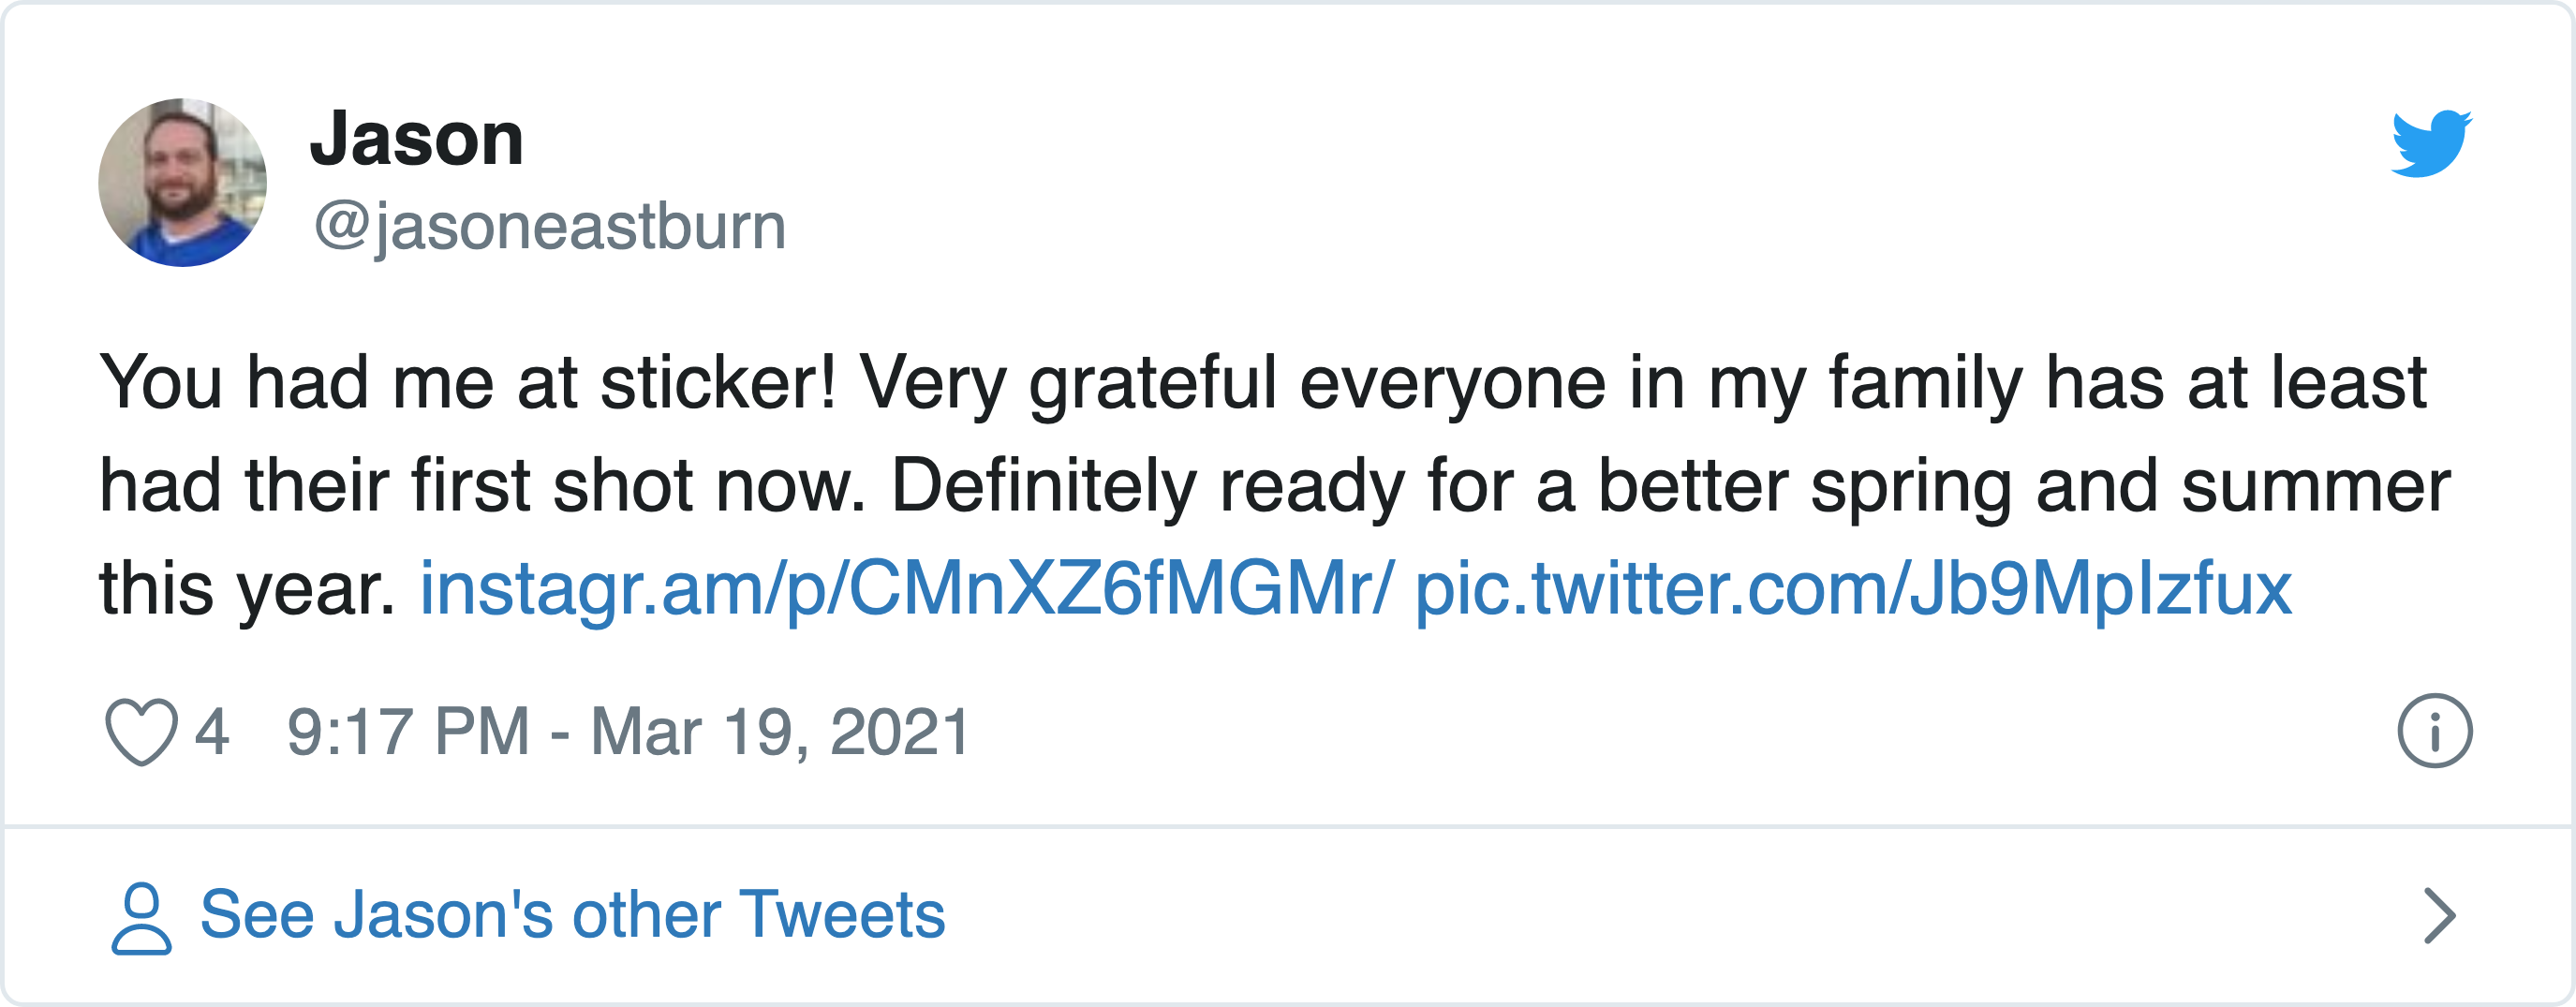 Jason
@jasoneastburn
You had me at sticker! Very grateful everyone in my family has at least
had their first shot now. Definitely ready for a better spring and summer
this year. instagr.am/p/CMnXZ6fMGMr/ pic.twitter.com/Jb9MpIzfux
4 9:17 PM - Mar 19, 2021
See Jason's other Tweets